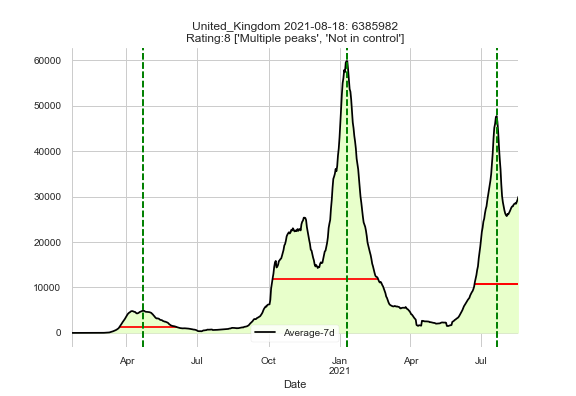 United_Kingdom 2021-08-18: 6385982
Rating:8 ['Multiple peaks', 'Not in control']
60000
50000
40000
30000
20000
10000
0
Average-7d
Apr Jul Oct Jan Apr Jul
2021
Date